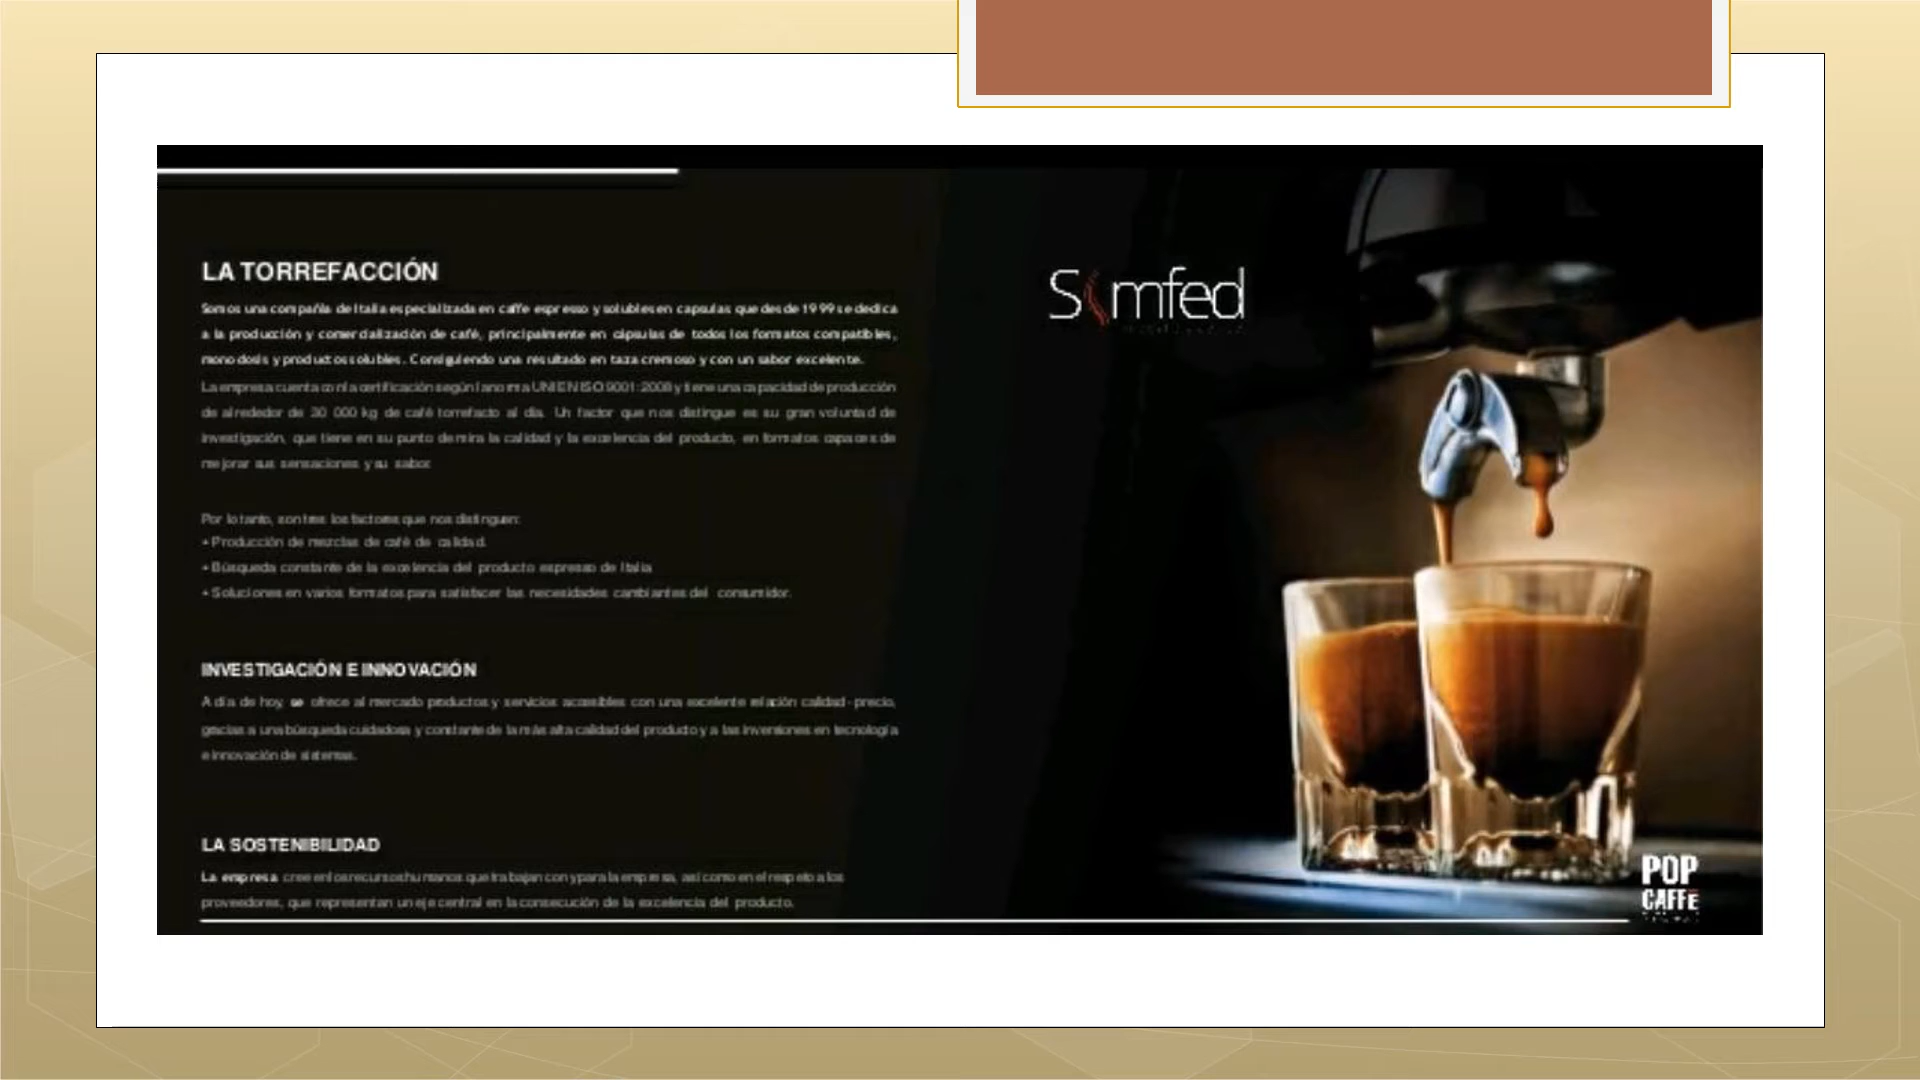 LA TORREFACCIÓN
Somos una compañía de Italia especializada en caffe espresso y solubles en capsulas que desde 1999 se dedica
a la producción y comercialización de café, principalmente en cápsulas de todos los formatos compatibles,
monodosis y productos solubles. Consiguiendo una resultado en taza cremoso y con un sabor excelente.
La empresa cuenta con la certificación según la norma UNI EN ISO 9001:2008 y tiene una capacidad de producción
de alrededor de 30 000 kg de café torrefacto al día. Un factor que nos distingue es su gran voluntad de
investigación, que tiene en su punto de mira la calidad y la excelencia del producto, en formatos capaces de
mejorar sus sensaciones y su sabor.
Por lo tanto, son tres los factores que nos distinguen:
• Producción de mezclas de café de calidad.
• Búsqueda constante de la excelencia del producto espresso de Italia
• Soluciones en varios formatos para satisfacer las necesidades cambiantes del consumidor.
INVESTIGACIÓN E INNOVACIÓN
A día de hoy, se ofrece al mercado productos y servicios accesibles con una excelente relación calidad-precio,
gracias a una búsqueda cuidadosa y constante de la más alta calidad del producto y a las inversiones en tecnología
e innovación de sistemas.
LA SOSTENIBILIDAD
La empresa cree en los recursos humanos que trabajan con y para la empresa, así como en el respeto a los
proveedores, que representan un eje central en la consecución de la excelencia del producto.
Simfed
POP
CAFFE